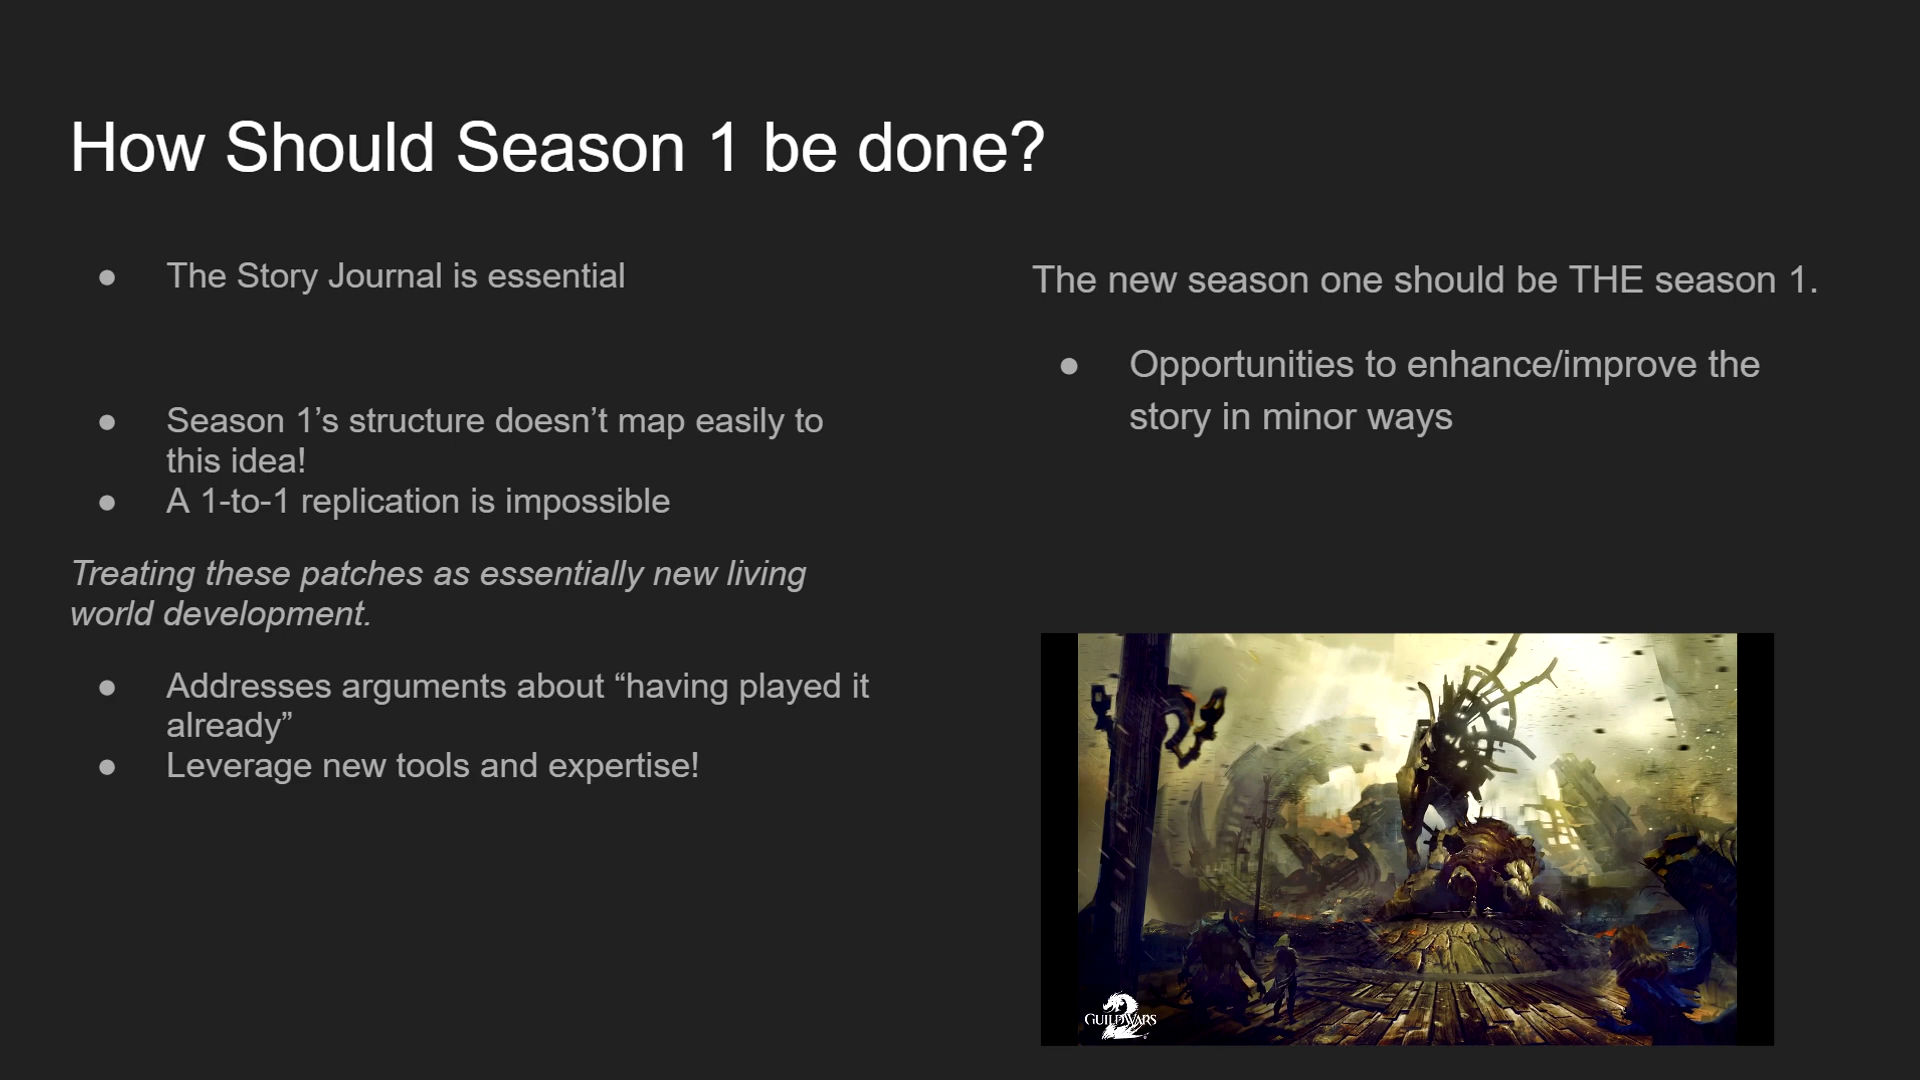 How Should Season 1 be done?
● The Story Journal is essential
● Season 1’s structure doesn’t map easily to
this idea!
● A 1-to-1 replication is impossible
Treating these patches as essentially new living
world development.
● Addresses arguments about “having played it
already”
● Leverage new tools and expertise!
The new season one should be THE season 1.
● Opportunities to enhance/improve the
story in minor ways
GUILD WARS
2